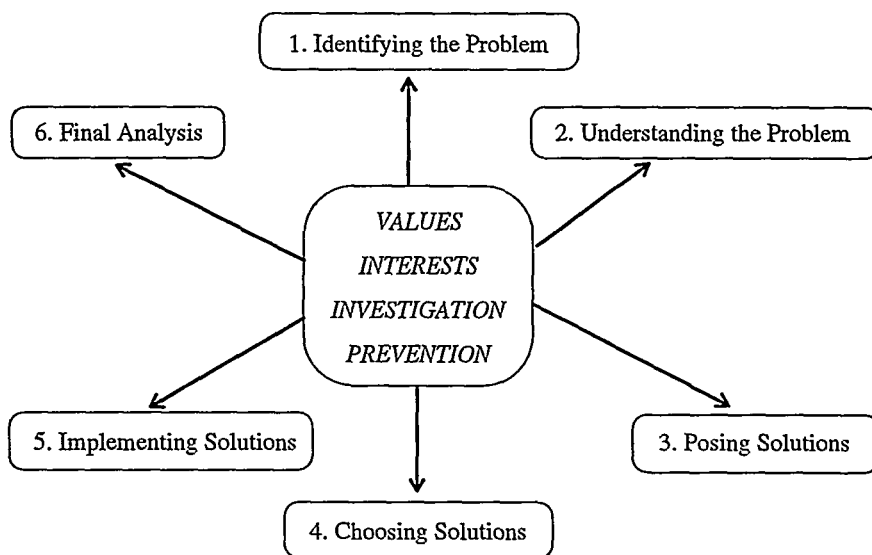 1. Identifying the Problem
6. Final Analysis
2. Understanding the Problem
VALUES
INTERESTS
INVESTIGATION
PREVENTION
5. Implementing Solutions
3. Posing Solutions
4. Choosing Solutions